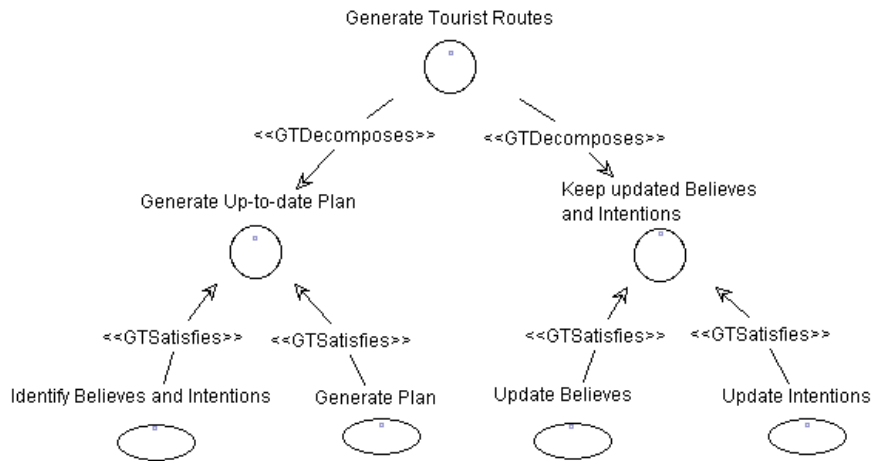 Generate Tourist Routes
<<GTDecomposes>>
<<GTDecomposes>>
Generate Up-to-date Plan
Keep updated Believes
and Intentions
<<GTSatisfies>>
<<GTSatisfies>>
<<GTSatisfies>>
<<GTSatisfies>>
Identify Believes and Intentions
Generate Plan
Update Believes
Update Intentions